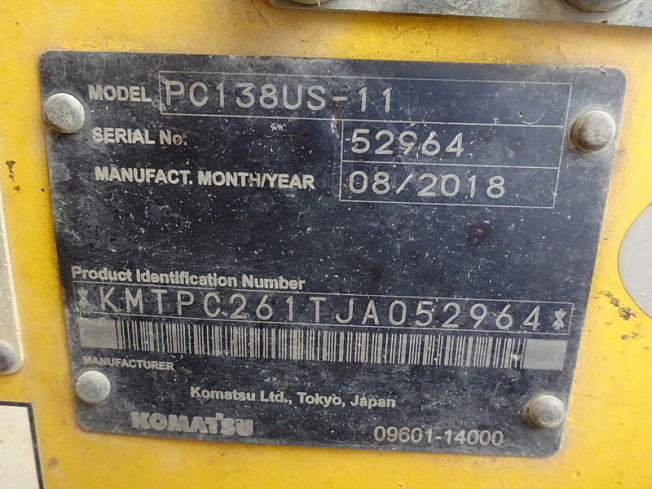 MODEL PC138US-11
SERIAL No. 52964
MANUFACT. MONTH/YEAR 08/2018
Product Identification Number
*KMTPC261TJA052964*
MANUFACTURER
Komatsu Ltd., Tokyo, Japan
KOMATSU 09601-14000